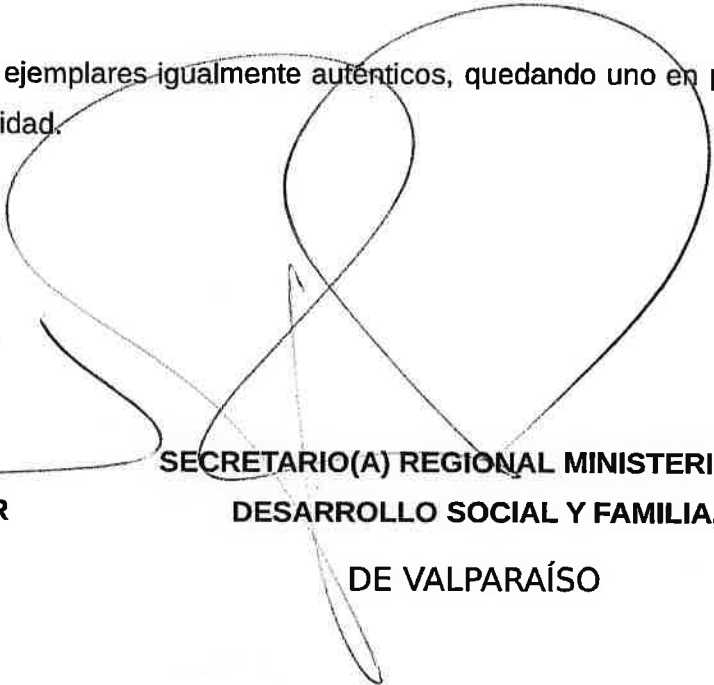 ejemplares igualmente auténticos, quedando uno en p
idad.
SECRETARIO(A) REGIONAL MINISTERI
R DESARROLLO SOCIAL Y FAMILIA,
DE VALPARAÍSO